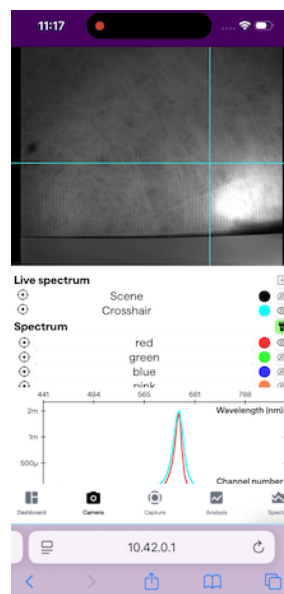 11:17
Live spectrum
Scene
Crosshair
Spectrum
red
green
blue
pink
441 494 565 661 788
2m Wavelength (nm)
1m
500µ
Channel number
Dashboard Camera Capture Analysis Spect
10.42.0.1